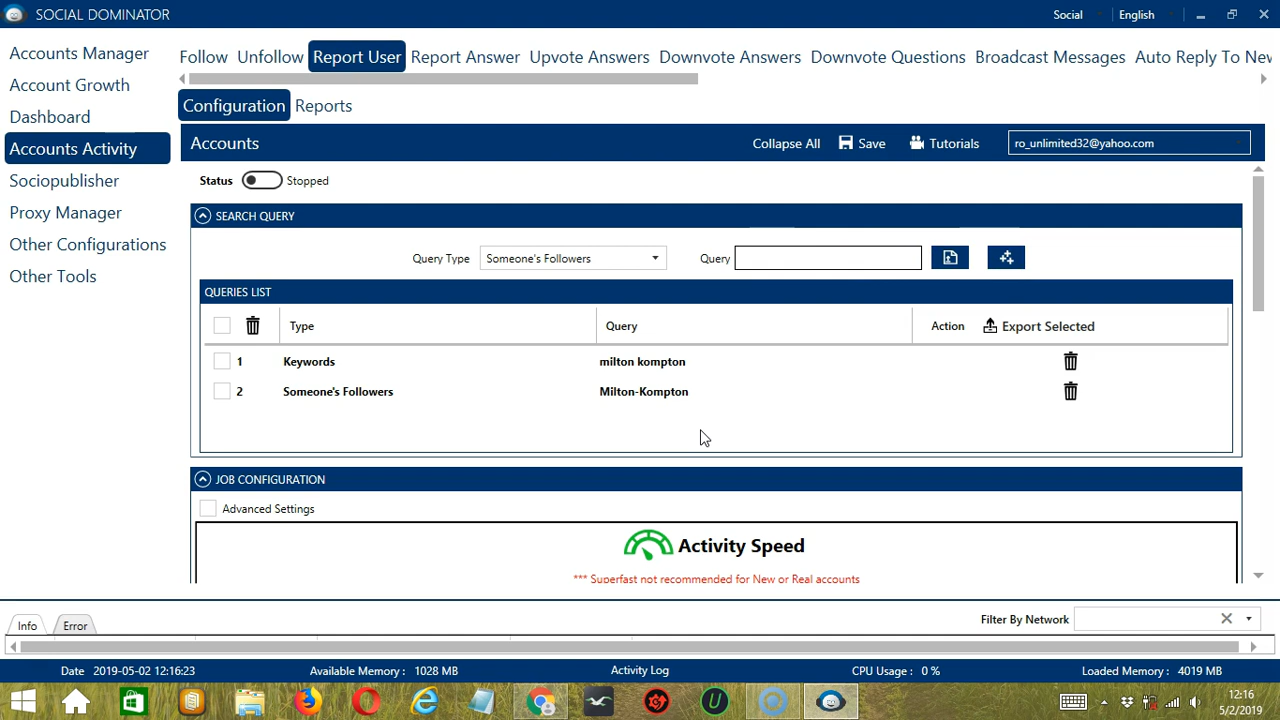 SOCIAL DOMINATOR
Social
English
Accounts Manager
Account Growth
Dashboard
Accounts Activity
Sociopublisher
Proxy Manager
Other Configurations
Other Tools
Follow Unfollow Report User Report Answer Upvote Answers Downvote Answers Downvote Questions Broadcast Messages Auto Reply To Nev
Configuration Reports
Accounts Collapse All Save Tutorials ro_unlimited32@yahoo.com
Status Stopped
SEARCH QUERY
Query Type Someone's Followers Query
QUERIES LIST
Type Query Action Export Selected
1 Keywords milton kompton
2 Someone's Followers Milton-Kompton
JOB CONFIGURATION
Advanced Settings
Activity Speed
*** Superfast not recommended for New or Real accounts
Info Error Filter By Network
Date 2019-05-02 12:16:23 Available Memory : 1028 MB Activity Log CPU Usage : 0 % Loaded Memory : 4019 MB
12:16
5/2/2019